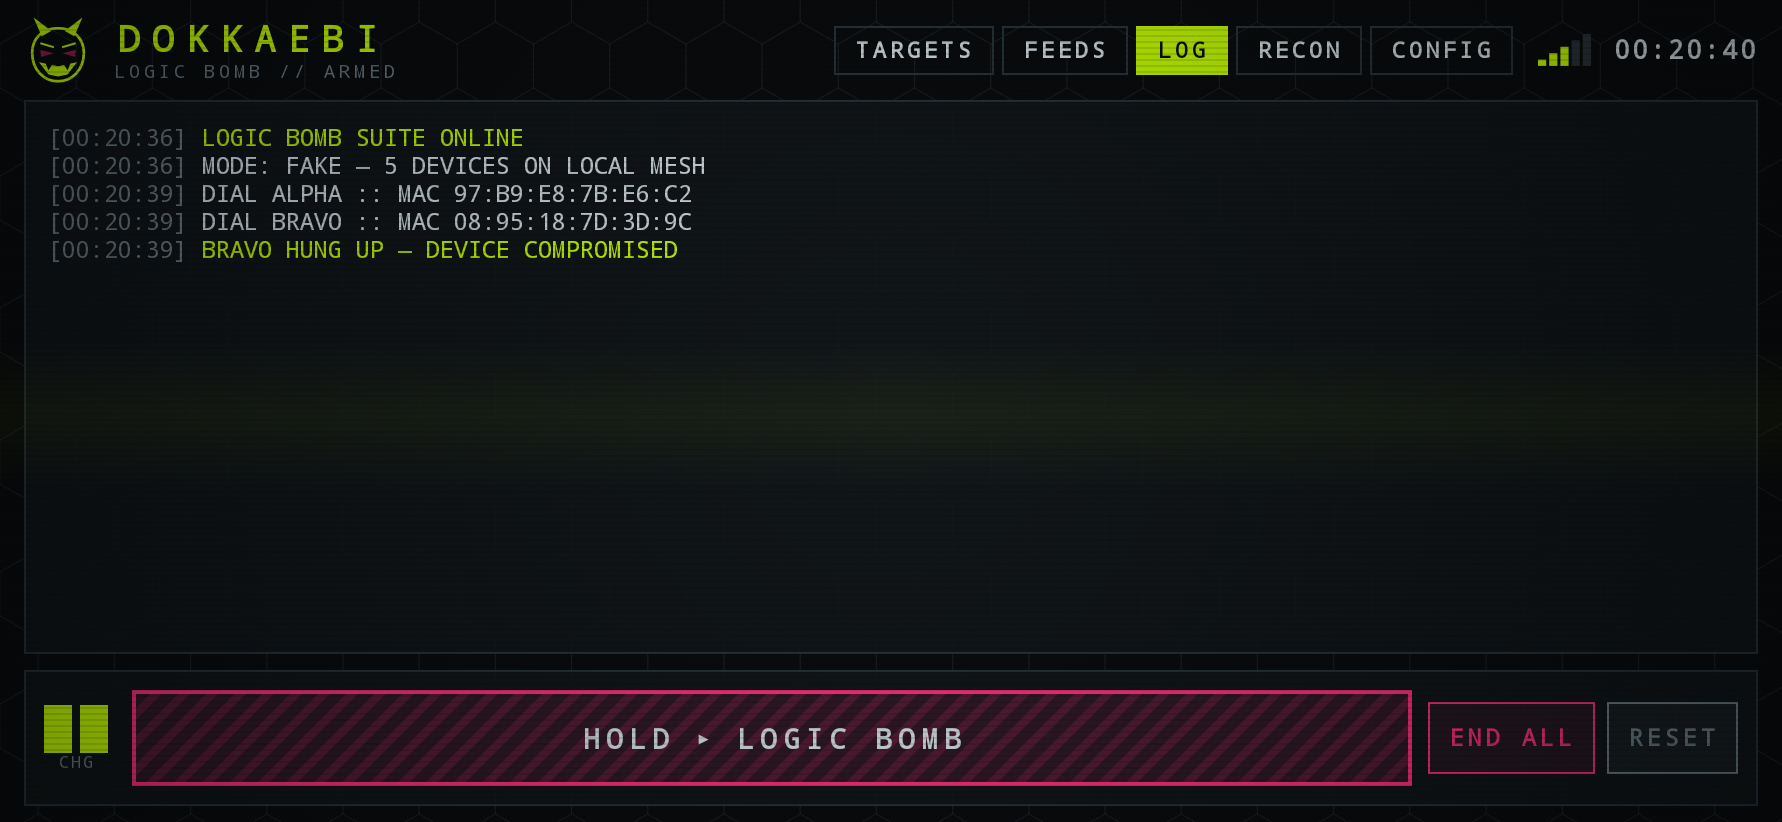 DOKKAEBI
LOGIC BOMB // ARMED
TARGETS FEEDS LOG RECON CONFIG 00:20:40
[00:20:36] LOGIC BOMB SUITE ONLINE
[00:20:36] MODE: FAKE — 5 DEVICES ON LOCAL MESH
[00:20:39] DIAL ALPHA :: MAC 97:B9:E8:7B:E6:C2
[00:20:39] DIAL BRAVO :: MAC 08:95:18:7D:3D:9C
[00:20:39] BRAVO HUNG UP — DEVICE COMPROMISED
CHG
HOLD ▸ LOGIC BOMB
END ALL
RESET